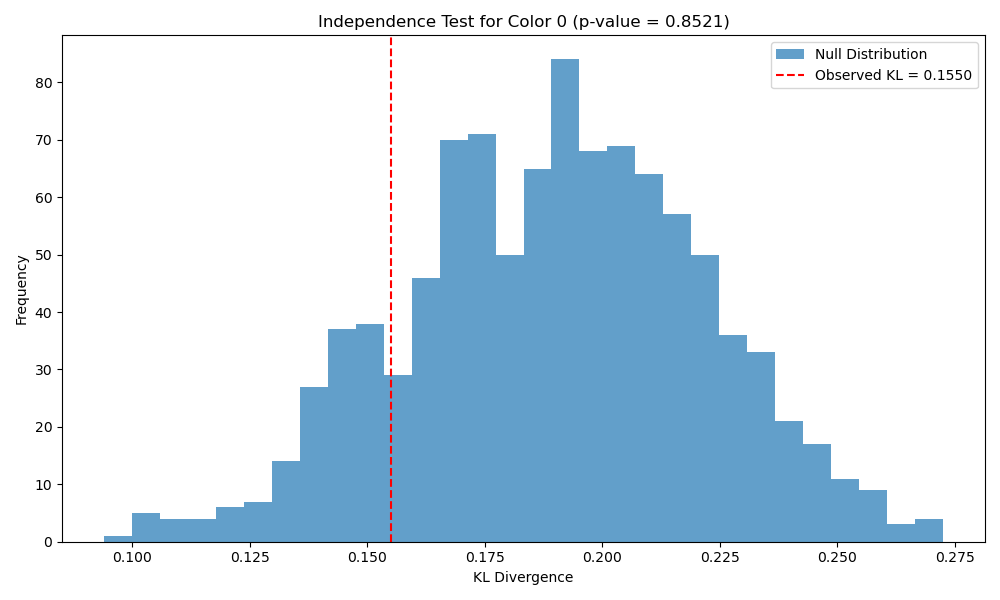 Independence Test for Color 0 (p-value = 0.8521)
Null Distribution
Observed KL = 0.1550
80
70
60
50
40
30
20
10
0
Frequency
0.100 0.125 0.150 0.175 0.200 0.225 0.250 0.275
KL Divergence